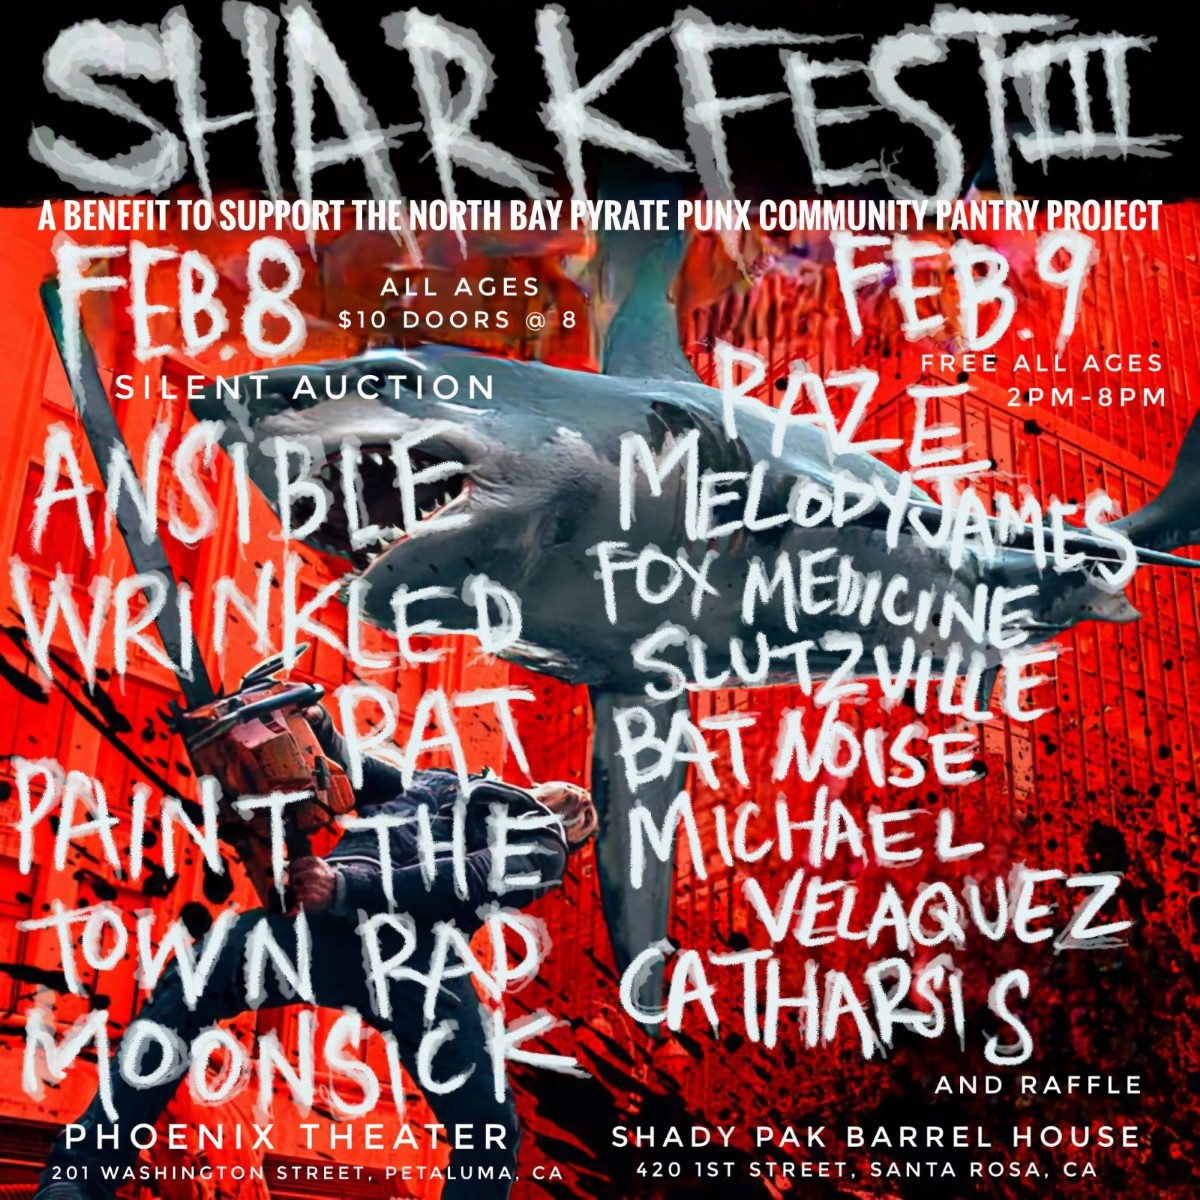 SHARKFEST III
A BENEFIT TO SUPPORT THE NORTH BAY PYRATE PUNX COMMUNITY PANTRY PROJECT
FEB. 8
ALL AGES
$10 DOORS @ 8
SILENT AUCTION
ANSIBLE
WRINKLED
RAT
PAINT THE
TOWN RAD
MOONSICK
PHOENIX THEATER
201 WASHINGTON STREET, PETALUMA, CA
FEB. 9
FREE ALL AGES
2PM-8PM
RAZE
MELODY JAMES
FOX MEDICINE
SLUTZVILLE
BAT NOISE
MICHAEL
VELAQUEZ
CATHARSIS
AND RAFFLE
SHADY PAK BARREL HOUSE
420 1ST STREET, SANTA ROSA, CA